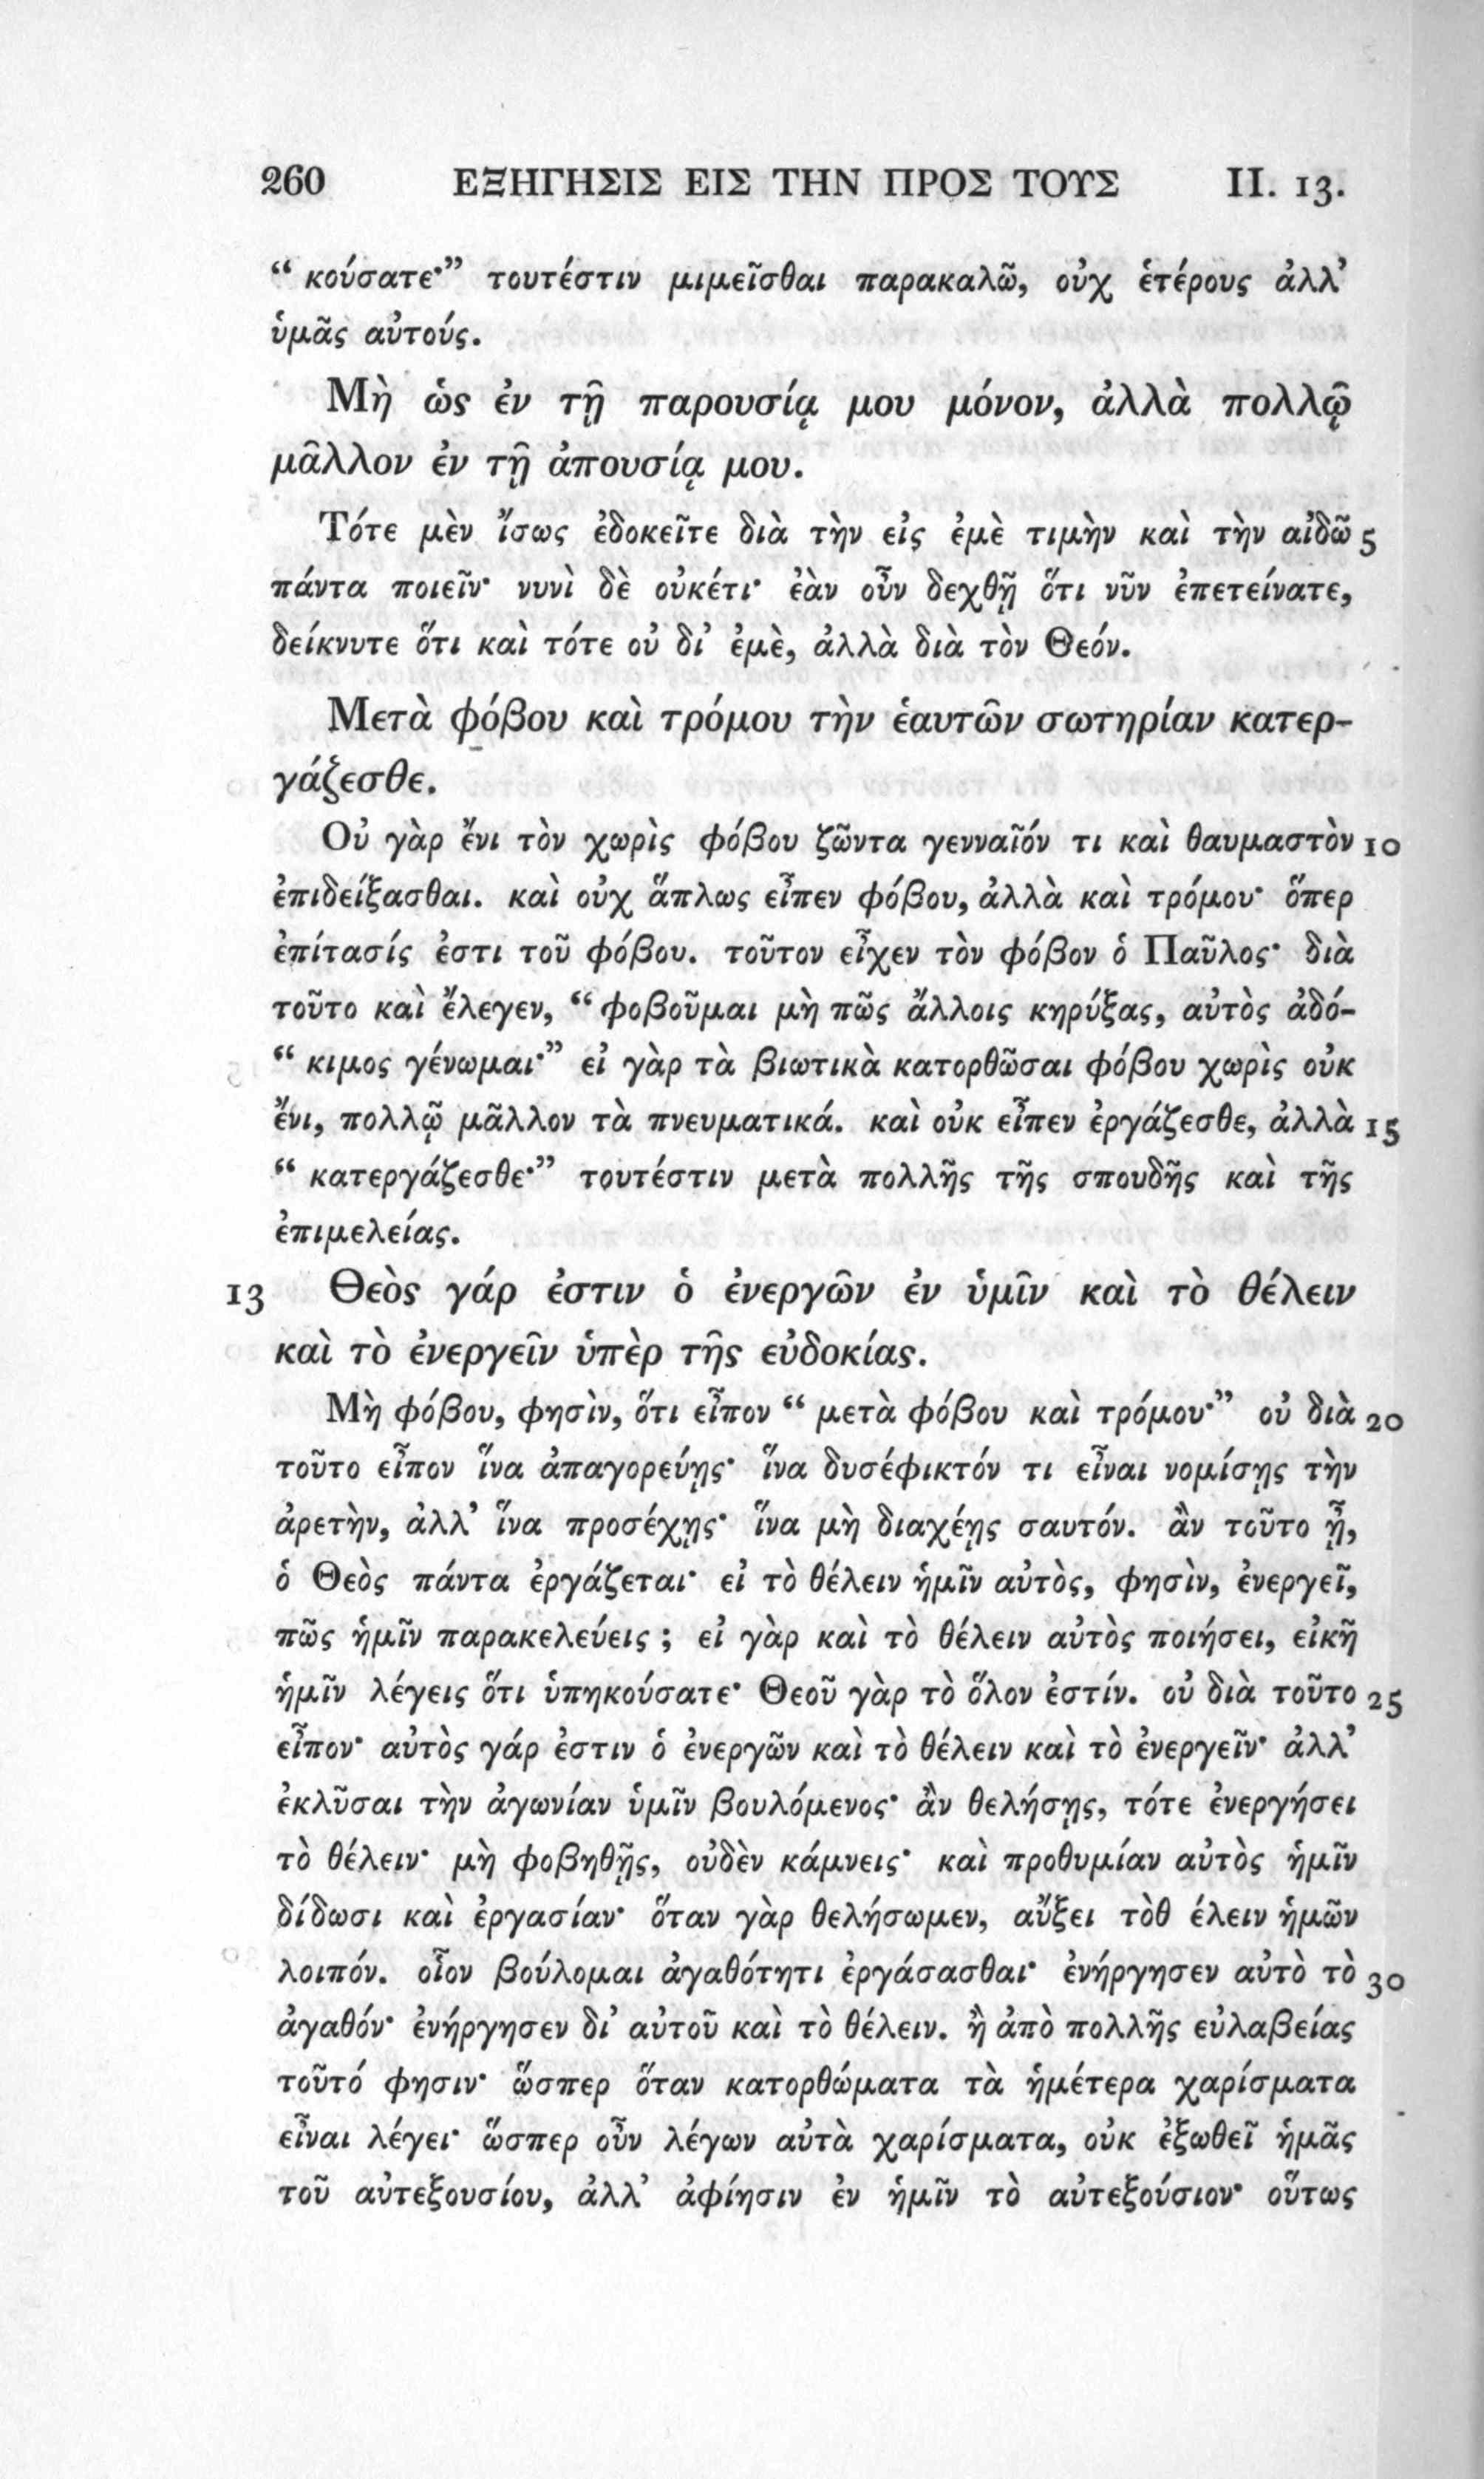 260 ΕΞΗΓΗΣΙΣ ΕΙΣ ΤΗΝ ΠΡΟΣ ΤΟΥΣ II. 13.
“ κούσατε·” τουτέστιν μιμεῖσθαι παρακαλῶ, οὐχ ἑτέρους ἀλλ’
ὑμᾶς αὐτούς.
Μὴ ὡς ἐν τῇ παρουσίᾳ μου μόνον, ἀλλὰ πολλῷ
μᾶλλον ἐν τῇ ἀπουσίᾳ μου.
Τότε μὲν ἴσως ἐδοκεῖτε διὰ τὴν εἰς ἐμὲ τιμὴν καὶ τὴν αἰδῶ 5
πάντα ποιεῖν· νυνὶ δὲ οὐκέτι· ἐὰν οὖν δεχθῇ ὅτι νῦν ἐπετείνατε,
δείκνυτε ὅτι καὶ τότε οὐ δι’ ἐμὲ, ἀλλὰ διὰ τὸν Θεόν.
Μετὰ φόβου καὶ τρόμου τὴν ἑαυτῶν σωτηρίαν κατερ-
γάζεσθε.
Οὐ γὰρ ἔνι τὸν χωρὶς φόβου ζῶντα γενναῖόν τι καὶ θαυμαστὸν 10
ἐπιδείξασθαι. καὶ οὐχ ἅπλως εἶπεν φόβου, ἀλλὰ καὶ τρόμου· ὅπερ
ἐπίτασίς ἐστι τοῦ φόβου. τοῦτον εἶχεν τὸν φόβον ὁ Παῦλος· διὰ
τοῦτο καὶ ἔλεγεν, “ φοβοῦμαι μὴ πῶς ἄλλοις κηρύξας, αὐτὸς ἀδό-
“ κιμος γένωμαι·” εἰ γὰρ τὰ βιωτικὰ κατορθῶσαι φόβου χωρὶς οὐκ
ἔνι, πολλῷ μᾶλλον τὰ πνευματικά. καὶ οὐκ εἶπεν ἐργάζεσθε, ἀλλὰ 15
“ κατεργάζεσθε·” τουτέστιν μετὰ πολλῆς τῆς σπουδῆς καὶ τῆς
ἐπιμελείας.
13 Θεὸς γάρ ἐστιν ὁ ἐνεργῶν ἐν ὑμῖν καὶ τὸ θέλειν
καὶ τὸ ἐνεργεῖν ὑπὲρ τῆς εὐδοκίας.
Μὴ φόβου, φησὶν, ὅτι εἶπον “ μετὰ φόβου καὶ τρόμου·” οὐ διὰ 20
τοῦτο εἶπον ἵνα ἀπαγορεύῃς· ἵνα δυσέφικτόν τι εἶναι νομίσῃς τὴν
ἀρετὴν, ἀλλ’ ἵνα προσέχῃς· ἵνα μὴ διαχέῃς σαυτόν. ἂν τοῦτο ᾖ,
ὁ Θεὸς πάντα ἐργάζεται· εἰ τὸ θέλειν ἡμῖν αὐτὸς, φησὶν, ἐνεργεῖ,
πῶς ἡμῖν παρακελεύεις ; εἰ γὰρ καὶ τὸ θέλειν αὐτὸς ποιήσει, εἰκῆ
ἡμῖν λέγεις ὅτι ὑπηκούσατε· Θεοῦ γὰρ τὸ ὅλον ἐστίν. οὐ διὰ τοῦτο 25
εἶπον· αὐτὸς γάρ ἐστιν ὁ ἐνεργῶν καὶ τὸ θέλειν καὶ τὸ ἐνεργεῖν· ἀλλ’
ἐκλῦσαι τὴν ἀγωνίαν ὑμῖν βουλόμενος· ἂν θελήσῃς, τότε ἐνεργήσει
τὸ θέλειν· μὴ φοβηθῇς, οὐδὲν κάμνεις· καὶ προθυμίαν αὐτὸς ἡμῖν
δίδωσι καὶ ἐργασίαν· ὅταν γὰρ θελήσωμεν, αὔξει τὸθ έλειν ἡμῶν
λοιπόν. οἷον βούλομαι ἀγαθότητι ἐργάσασθαι· ἐνήργησεν αὐτὸ τὸ 30
ἀγαθόν· ἐνήργησεν δι’ αὐτοῦ καὶ τὸ θέλειν. ἢ ἀπὸ πολλῆς εὐλαβείας
τοῦτό φησιν· ὥσπερ ὅταν κατορθώματα τὰ ἡμέτερα χαρίσματα
εἶναι λέγει· ὥσπερ οὖν λέγων αὐτὰ χαρίσματα, οὐκ ἐξωθεῖ ἡμᾶς
τοῦ αὐτεξουσίου, ἀλλ’ ἀφίησιν ἐν ἡμῖν τὸ αὐτεξούσιον· οὕτως